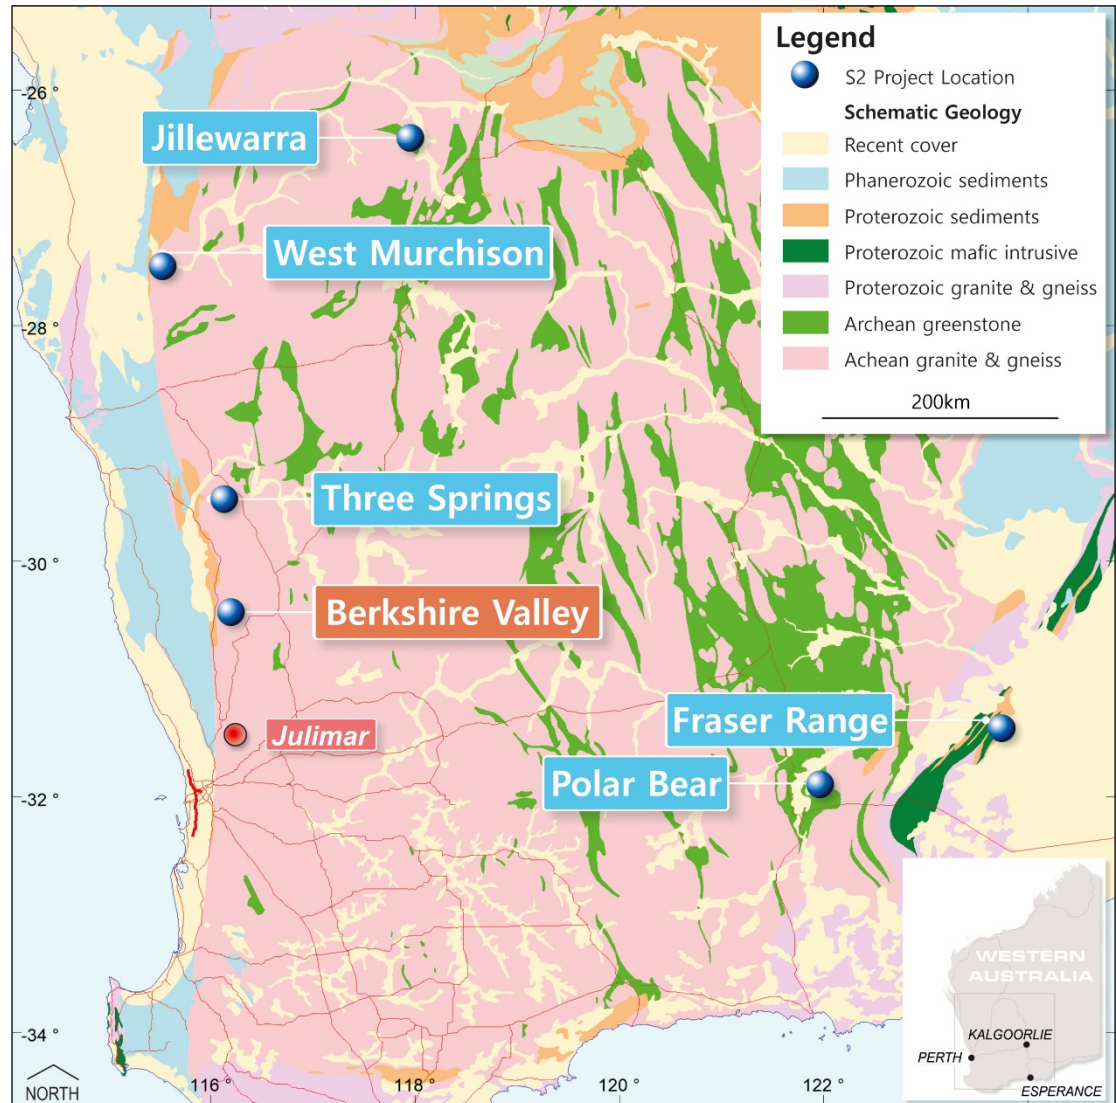 Legend
S2 Project Location
Schematic Geology
Recent cover
Phanerozoic sediments
Proterozoic sediments
Proterozoic mafic intrusive
Proterozoic granite & gneiss
Archean greenstone
Achean granite & gneiss
200km
-26 °
Jillewarra
West Murchison
-28 °
Three Springs
-30 °
Berkshire Valley
Julimar
Fraser Range
Polar Bear
-32 °
-34 °
116 °
118 °
120 °
122 °
NORTH
WESTERN
AUSTRALIA
KALGOORLIE
PERTH
ESPERANCE